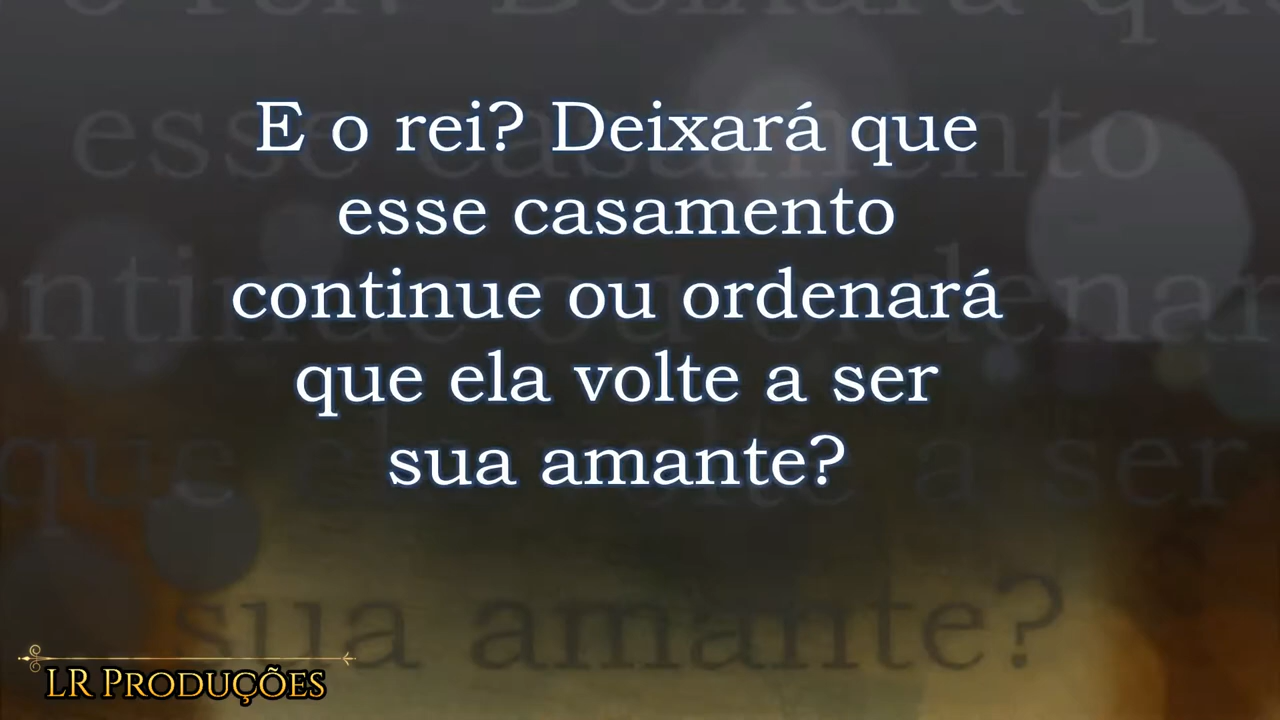 E o rei? Deixará que
esse casamento
continue ou ordenará
que ela volte a ser
sua amante?
LR Produções